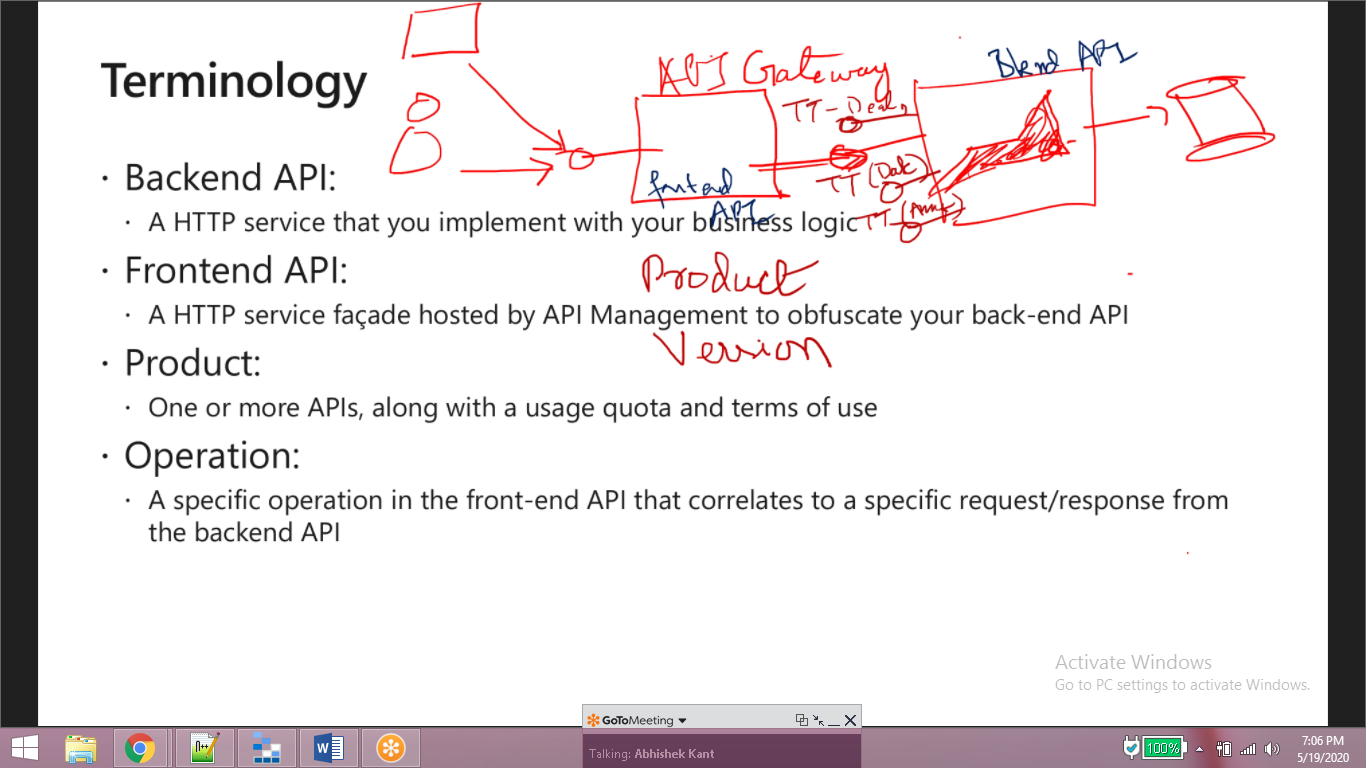 Terminology
API Gateway
Blend API
TT - Deal,
TT (Dat)
TT
frntend
API
· Backend API:
· A HTTP service that you implement with your business logic
· Frontend API:
Product
· A HTTP service façade hosted by API Management to obfuscate your back-end API
Version
· Product:
· One or more APIs, along with a usage quota and terms of use
· Operation:
· A specific operation in the front-end API that correlates to a specific request/response from
the backend API
Activate Windows
Go to PC settings to activate Windows.
GoToMeeting
Talking: Abhishek Kant
100%
7:06 PM
5/19/2020